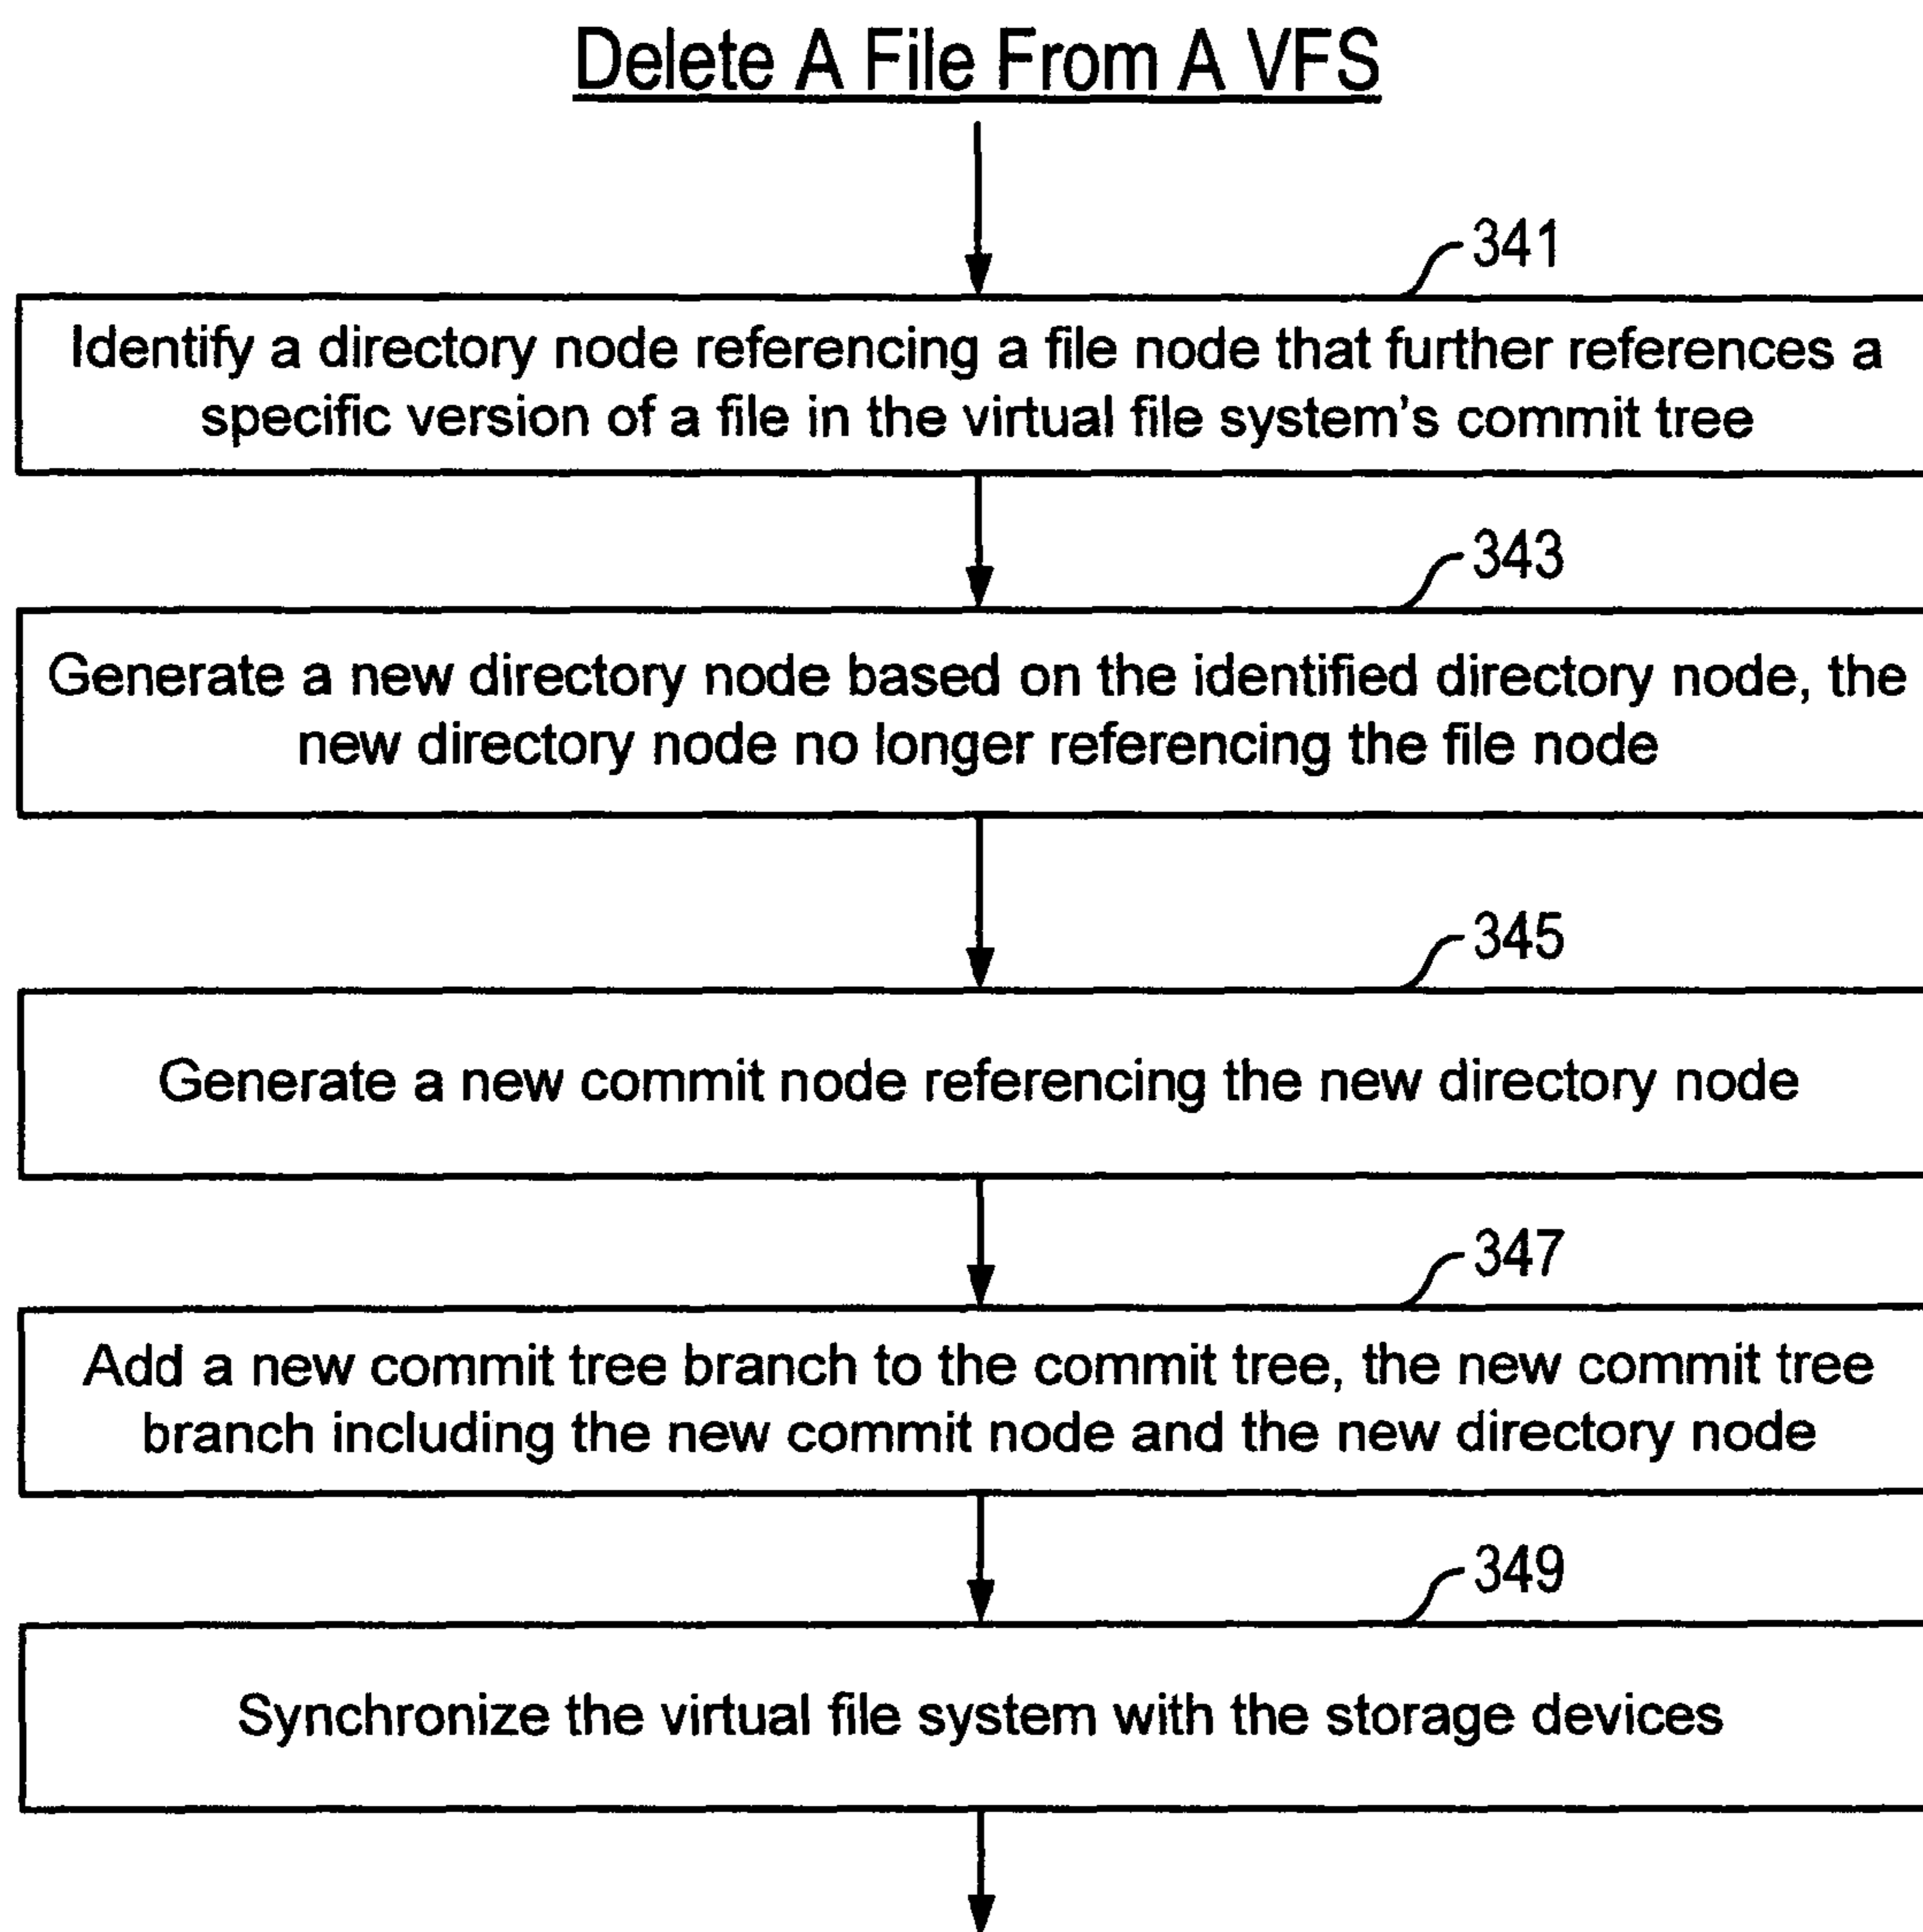 Delete A File From A VFS
341
Identify a directory node referencing a file node that further references a
specific version of a file in the virtual file system's commit tree
343
Generate a new directory node based on the identified directory node, the
new directory node no longer referencing the file node
345
Generate a new commit node referencing the new directory node
347
Add a new commit tree branch to the commit tree, the new commit tree
branch including the new commit node and the new directory node
349
Synchronize the virtual file system with the storage devices